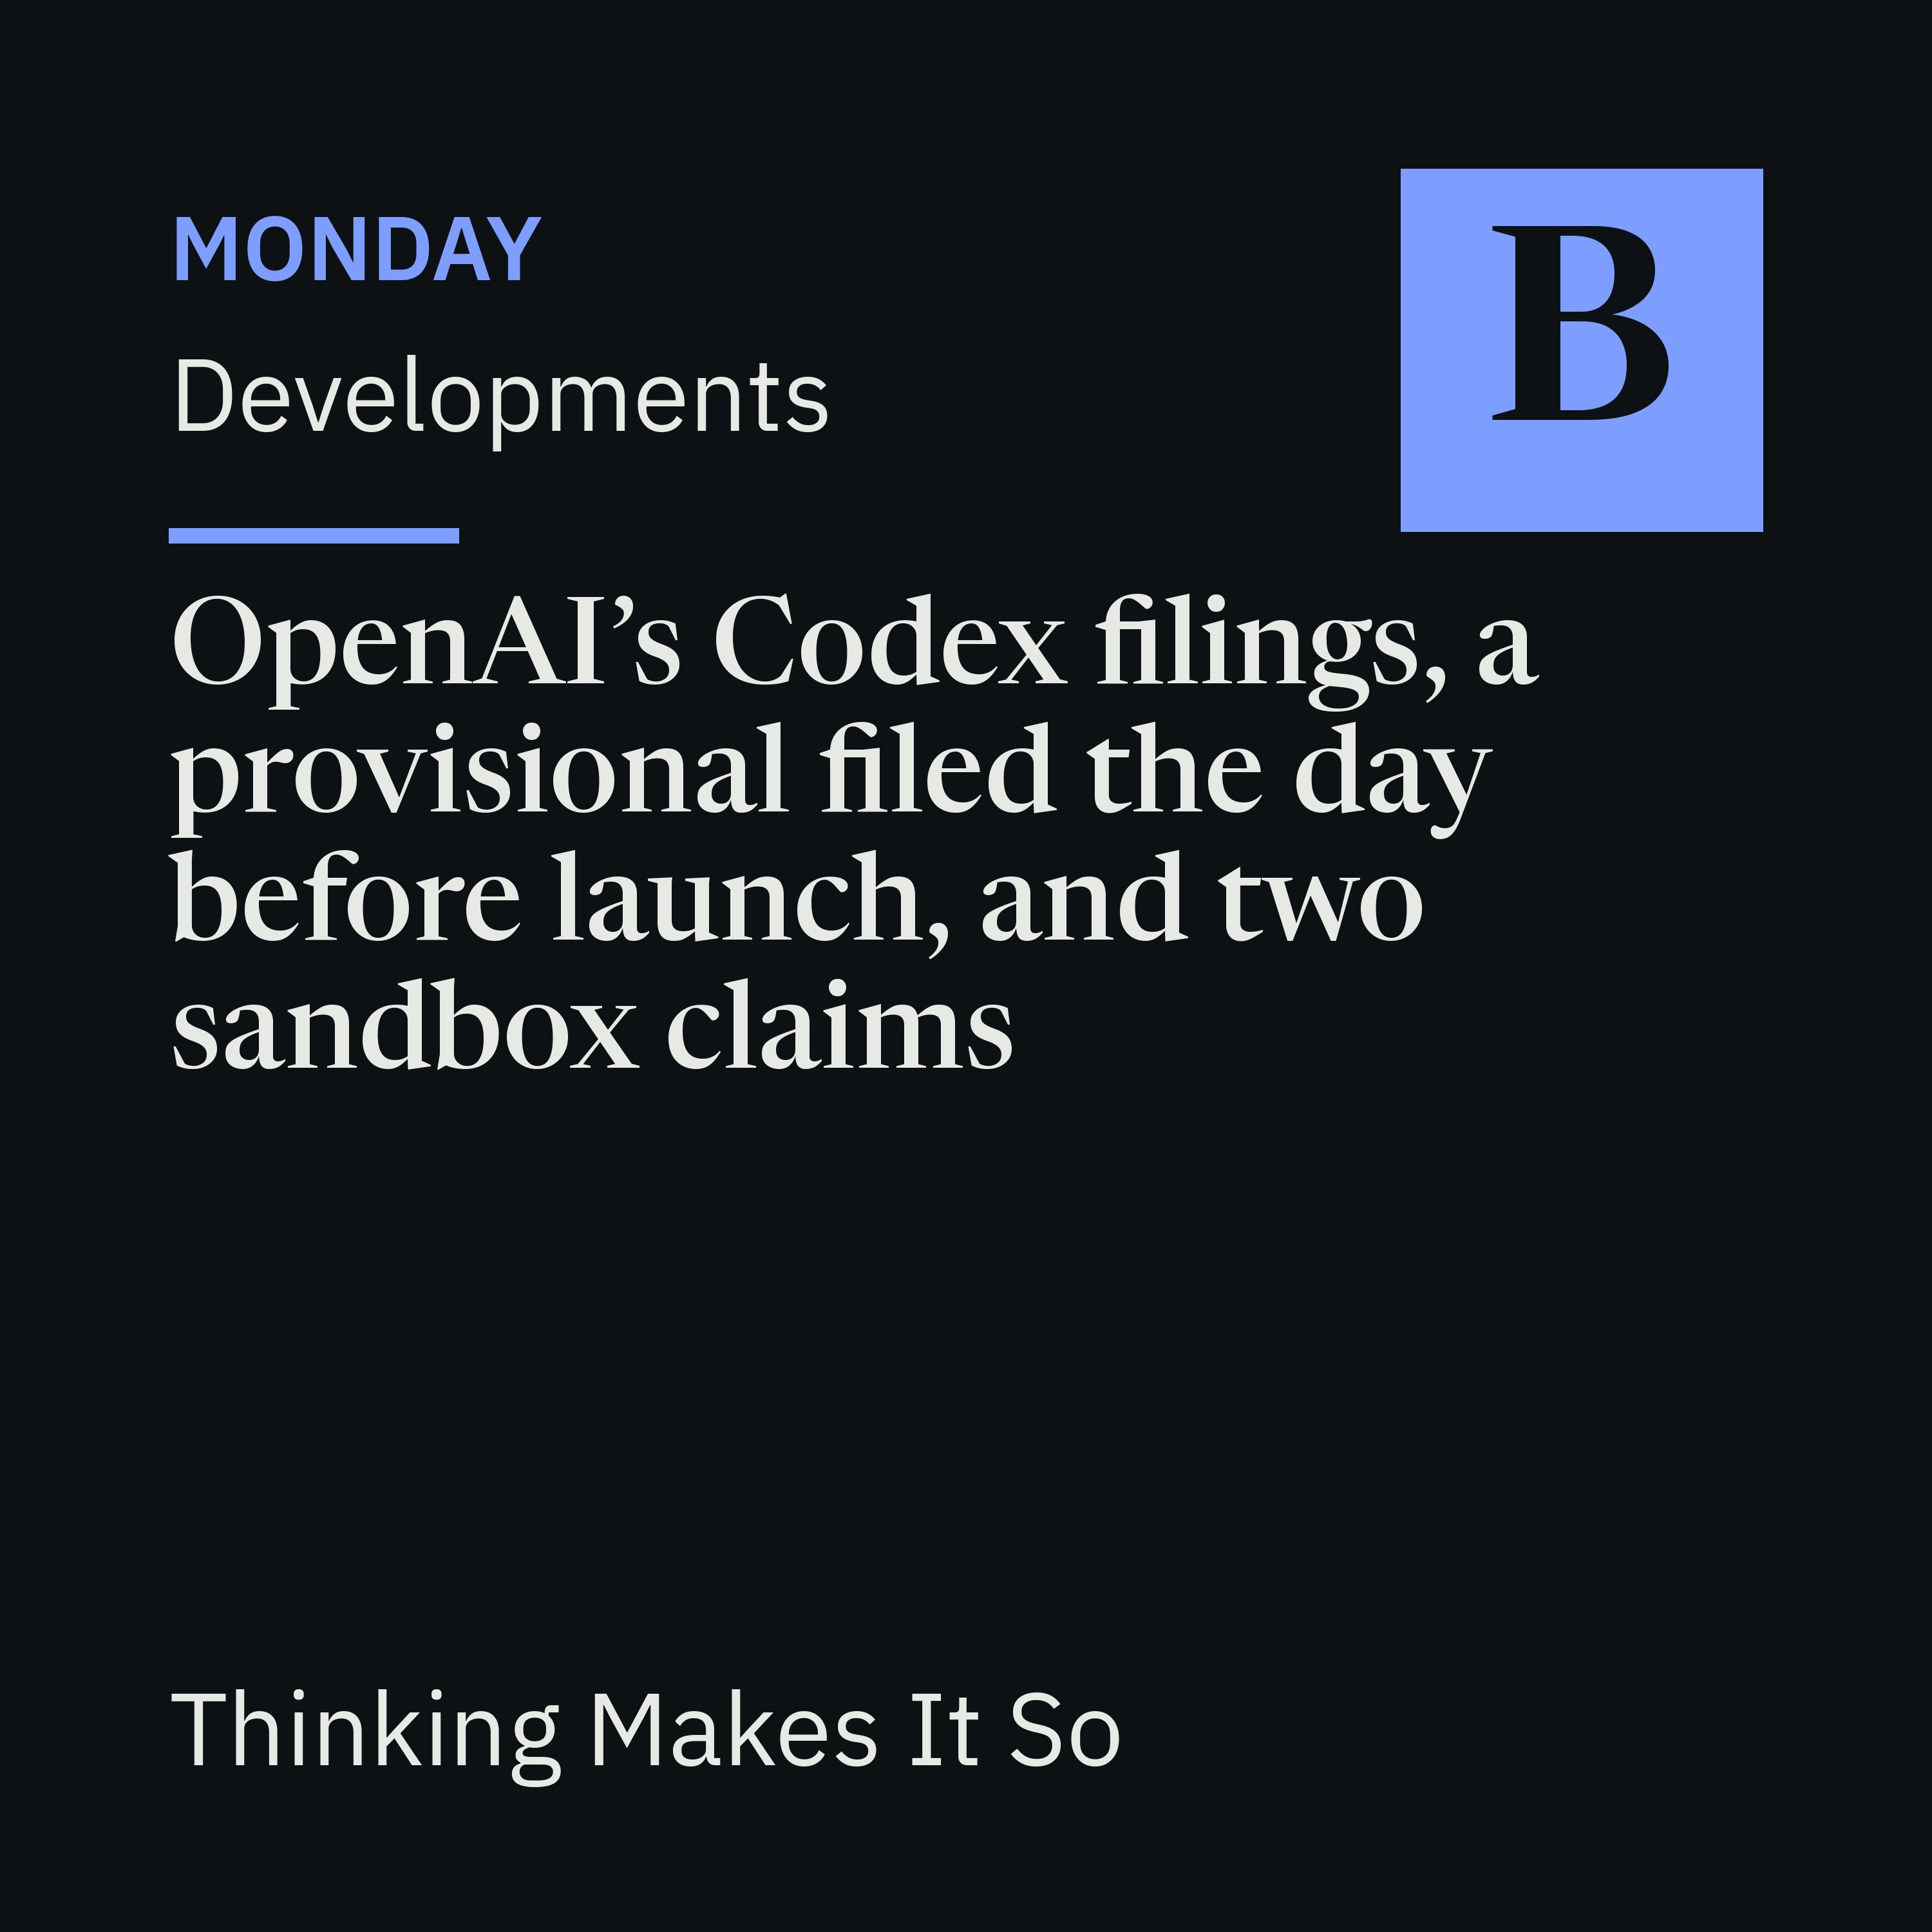 MONDAY
Developments
B
OpenAI’s Codex filings, a
provisional filed the day
before launch, and two
sandbox claims
Thinking Makes It So